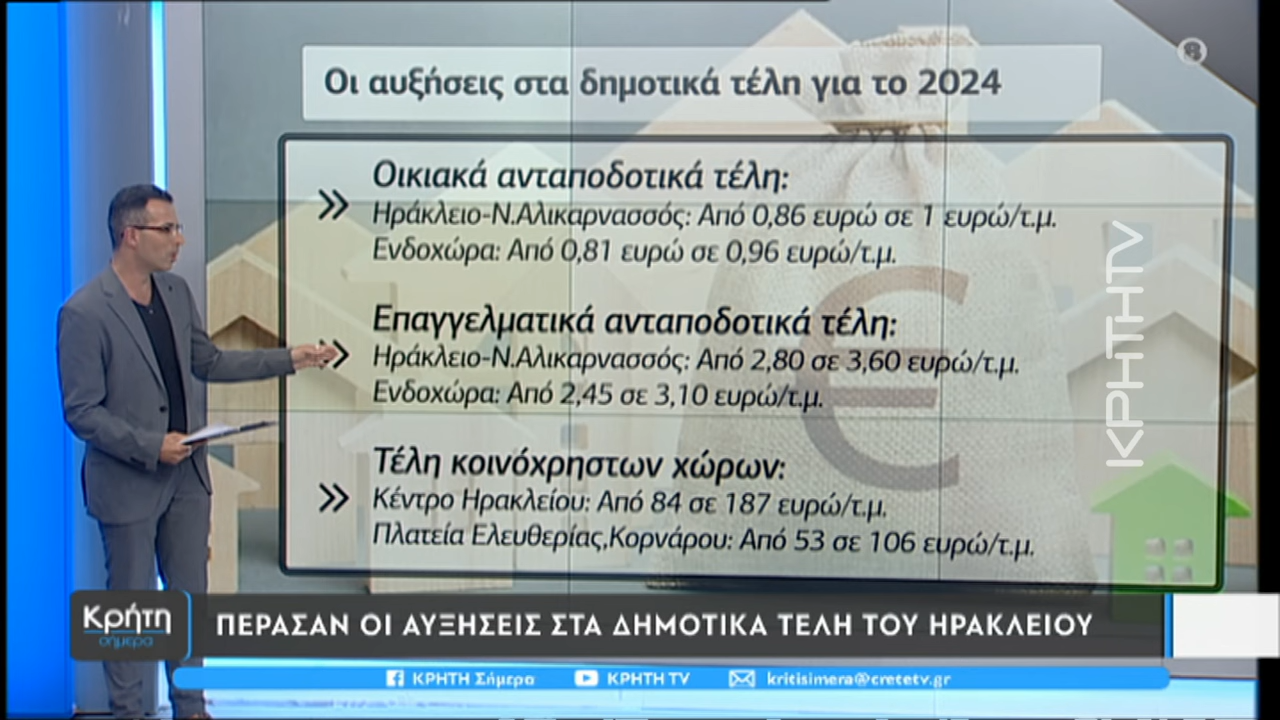 Οι αυξήσεις στα δημοτικά τέλη για το 2024
8
Οικιακά ανταποδοτικά τέλη:
Ηράκλειο-Ν.Αλικαρνασσός: Από 0,86 ευρώ σε 1 ευρώ/τ.μ.
Ενδοχώρα: Από 0,81 ευρώ σε 0,96 ευρώ/τ.μ.
Επαγγελματικά ανταποδοτικά τέλη:
Ηράκλειο-Ν.Αλικαρνασσός: Από 2,80 σε 3,60 ευρώ/τ.μ.
Ενδοχώρα: Από 2,45 σε 3,10 ευρώ/τ.μ.
Τέλη κοινόχρηστων χώρων:
Κέντρο Ηρακλείου: Από 84 σε 187 ευρώ/τ.μ.
Πλατεία Ελευθερίας,Κορνάρου: Από 53 σε 106 ευρώ/τ.μ.
ΚΡΗΤΗTV
Κρήτη
σήμερα
ΠΕΡΑΣΑΝ ΟΙ ΑΥΞΗΣΕΙΣ ΣΤΑ ΔΗΜΟΤΙΚΑ ΤΕΛΗ ΤΟΥ ΗΡΑΚΛΕΙΟΥ
ΚΡΗΤΗ Σήμερα
ΚΡΗΤΗ TV
kritisimera@cretetv.gr